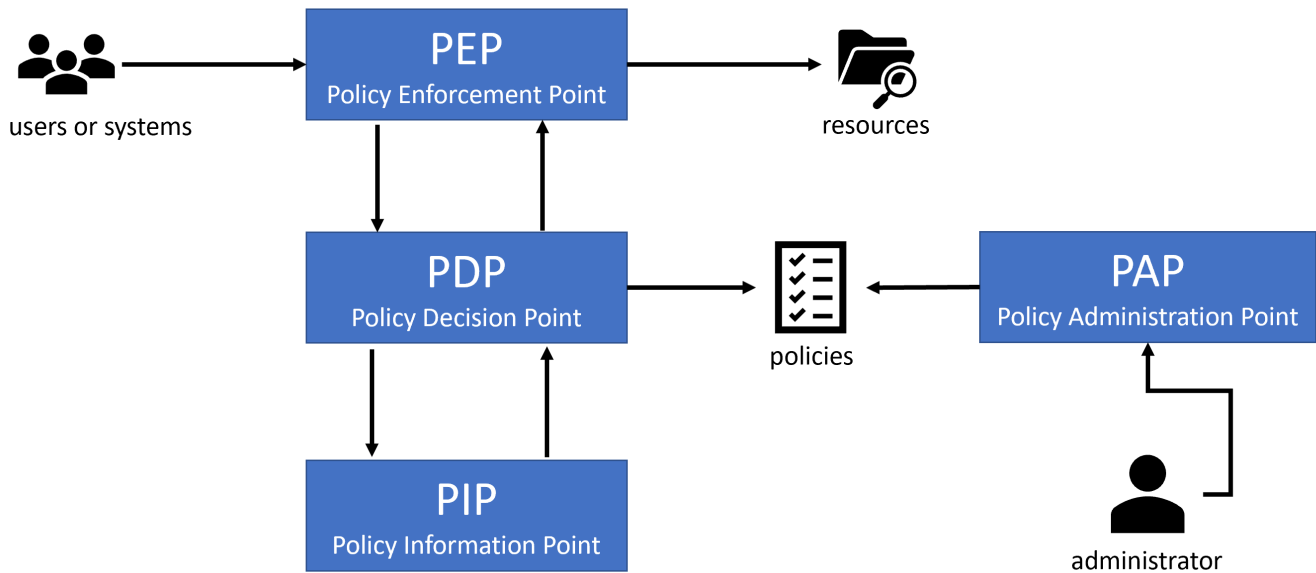 PEP
Policy Enforcement Point
users or systems
resources
PDP
Policy Decision Point
policies
PAP
Policy Administration Point
PIP
Policy Information Point
administrator